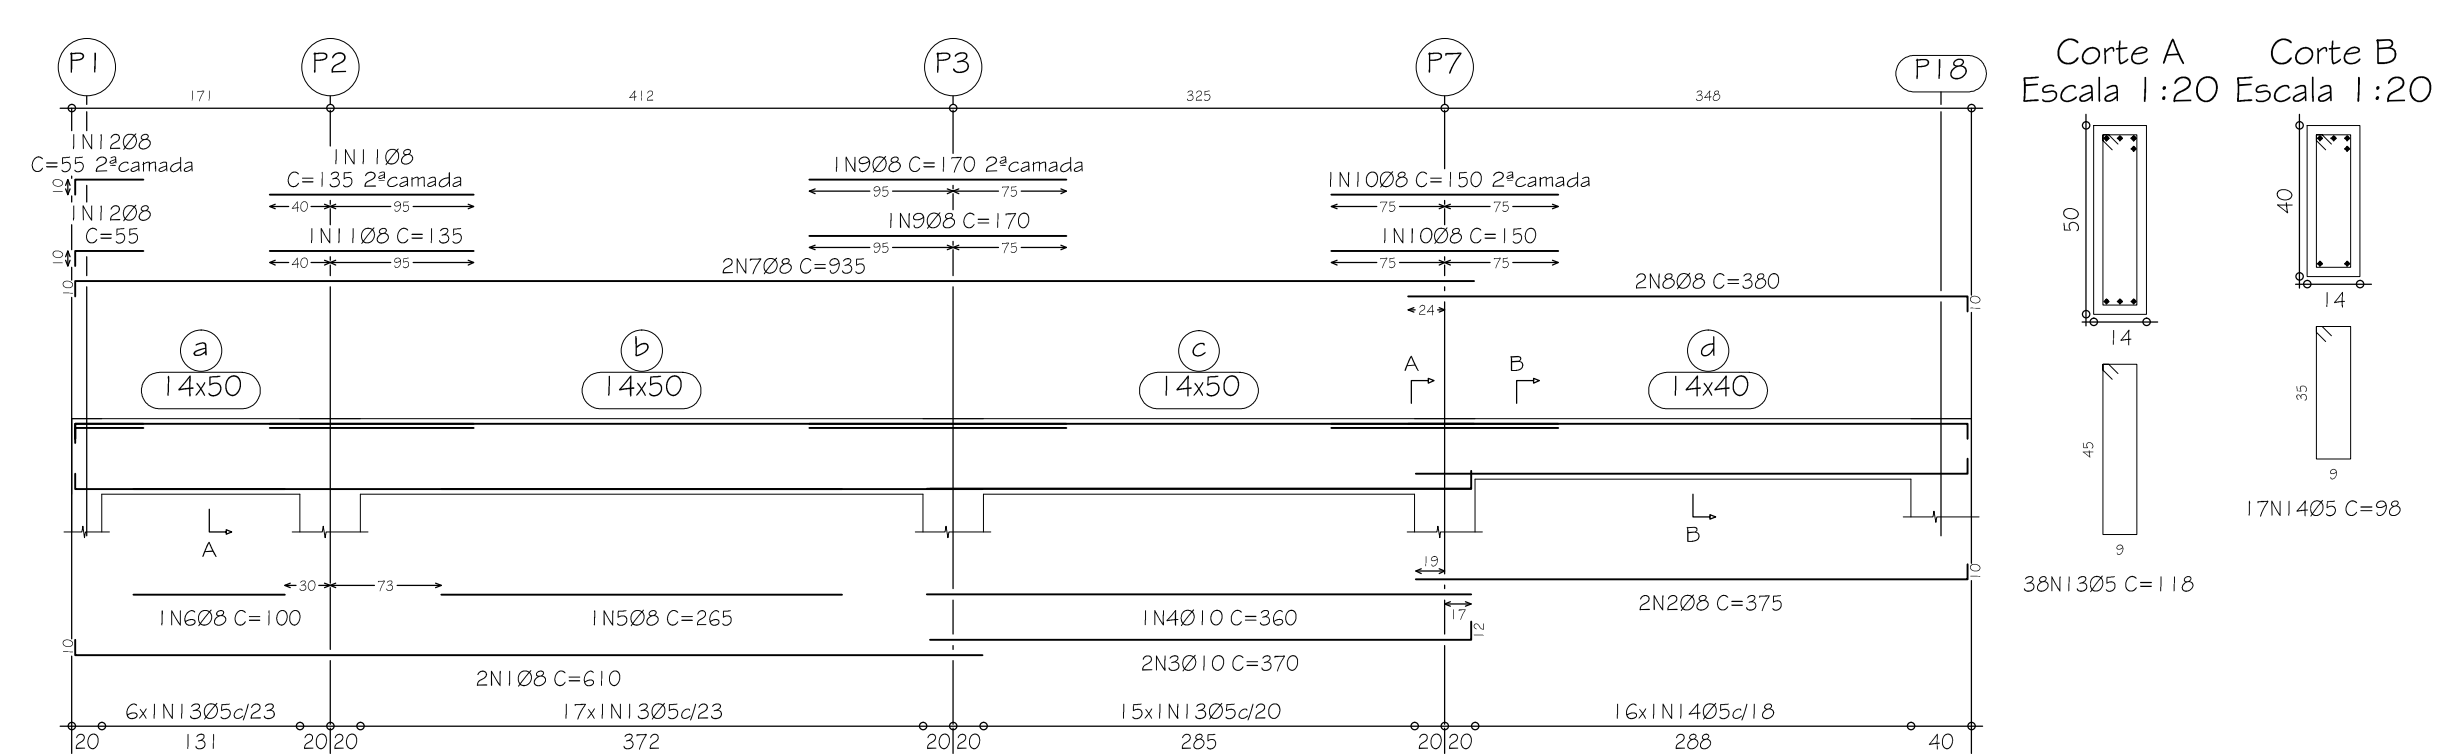 P1
P2
P3
P7
P18
171
412
325
348
1N12Ø8
C=55 2ªcamada
10
1N11Ø8
C=135 2ªcamada
40
95
1N9Ø8 C=170 2ªcamada
95
75
1N10Ø8 C=150 2ªcamada
75
75
1N12Ø8
C=55
10
1N11Ø8 C=135
40
95
1N9Ø8 C=170
95
75
1N10Ø8 C=150
75
75
2N7Ø8 C=935
10
2N8Ø8 C=380
10
24
a
14x50
b
14x50
c
14x50
d
14x40
A
B
A
B
30
73
1N6Ø8 C=100
1N5Ø8 C=265
1N4Ø10 C=360
17
19
2N2Ø8 C=375
10
10
2N1Ø8 C=610
2N3Ø10 C=370
12
6x1N13Ø5c/23
17x1N13Ø5c/23
15x1N13Ø5c/20
16x1N14Ø5c/18
20
131
20
20
372
20
20
285
20
20
288
40
Corte A
Escala 1:20
50
14
45
9
38N13Ø5 C=118
Corte B
Escala 1:20
40
14
35
9
17N14Ø5 C=98